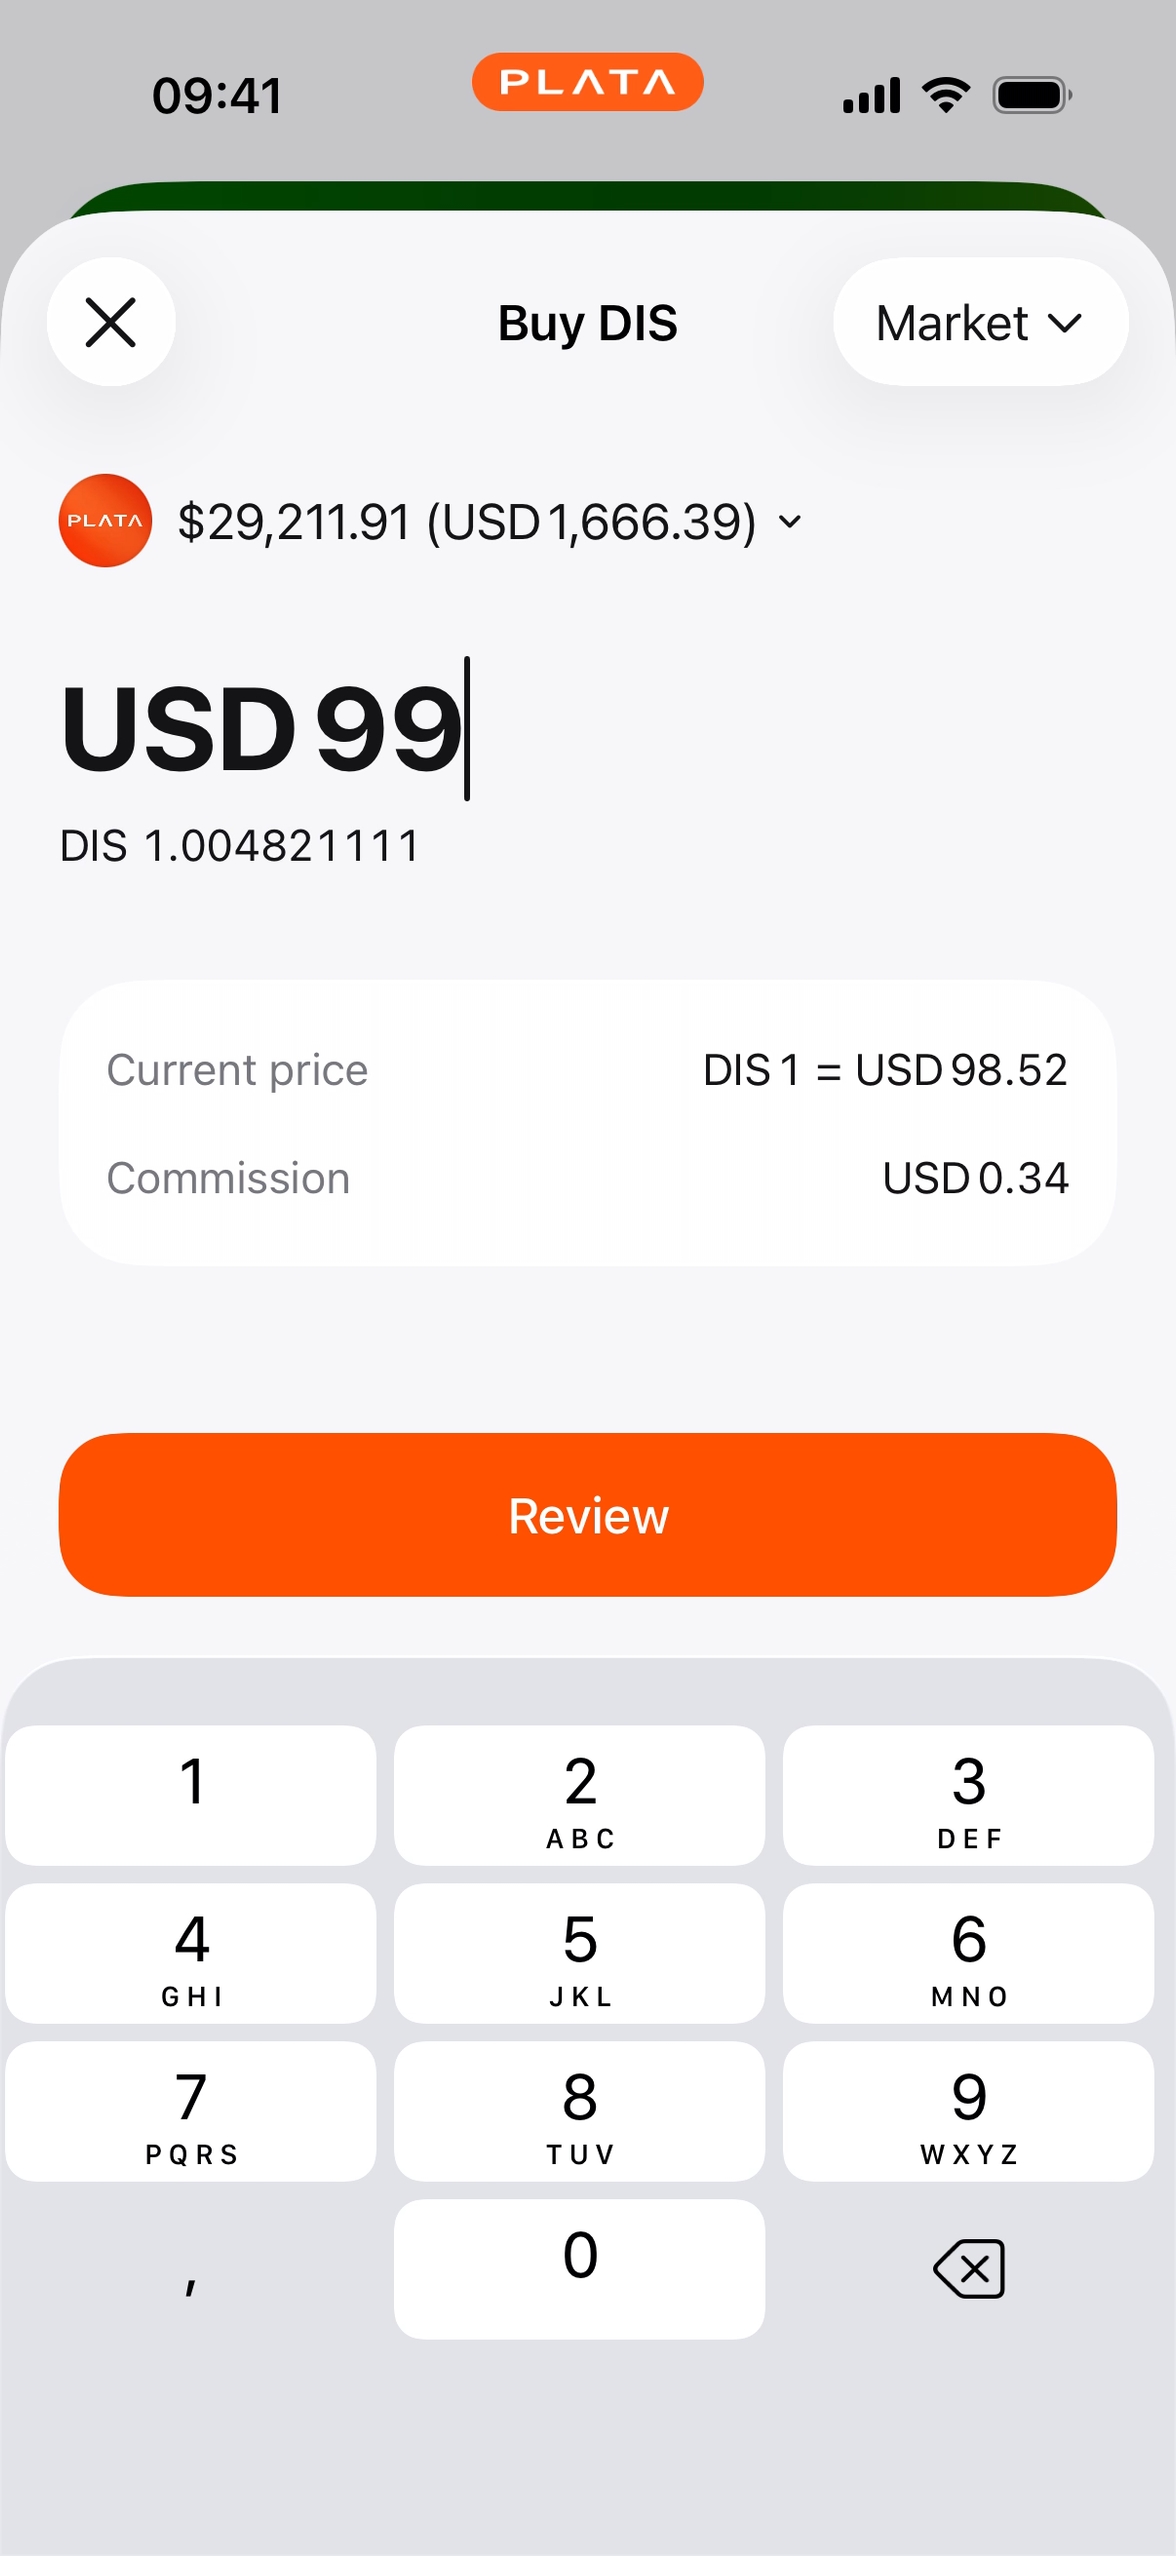 09:41
PLATA
Buy DIS
Market
PLATA
$29,211.91 (USD 1,666.39)
USD 99
DIS 1.004821111
Current price
DIS 1 = USD 98.52
Commission
USD 0.34
Review
1
2
ABC
3
DEF
4
GHI
5
JKL
6
MNO
7
PQRS
8
TUV
9
WXYZ
,
0